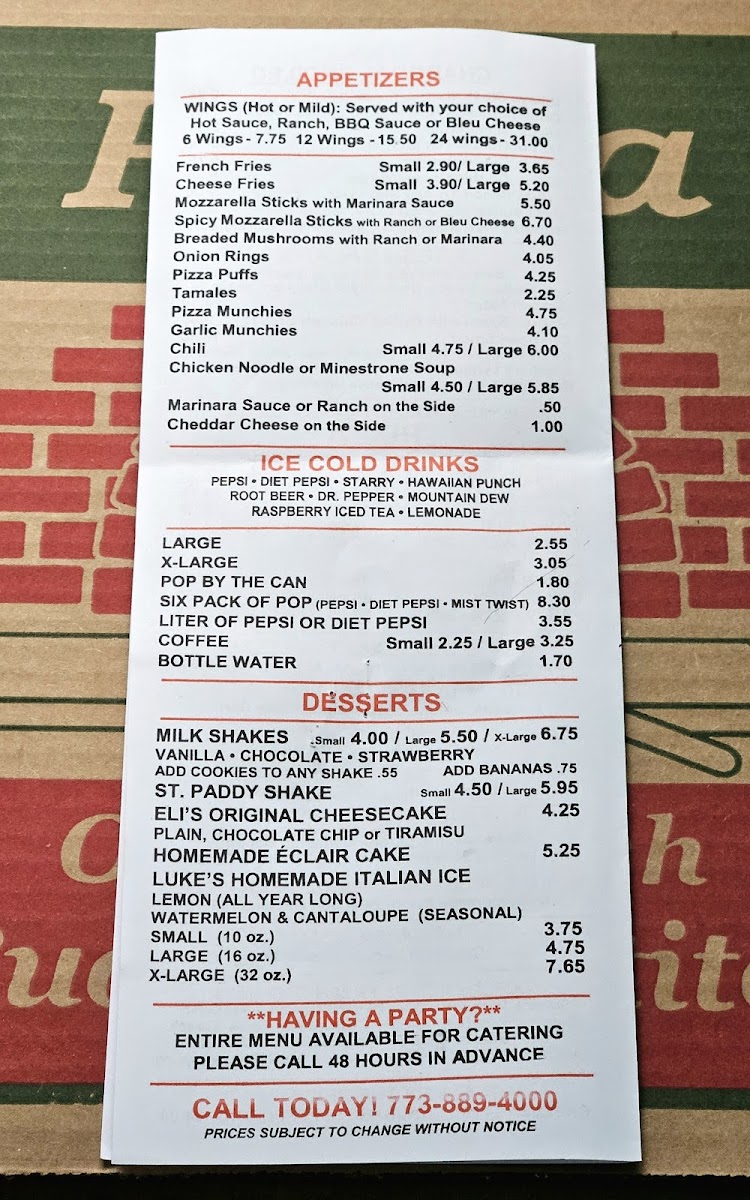 APPETIZERS
WINGS (Hot or Mild): Served with your choice of
Hot Sauce, Ranch, BBQ Sauce or Bleu Cheese
6 Wings - 7.75 12 Wings - 15.50 24 wings - 31.00
French Fries Small 2.90/ Large 3.65
Cheese Fries Small 3.90/ Large 5.20
Mozzarella Sticks with Marinara Sauce 5.50
Spicy Mozzarella Sticks with Ranch or Bleu Cheese 6.70
Breaded Mushrooms with Ranch or Marinara 4.40
Onion Rings 4.05
Pizza Puffs 4.25
Tamales 2.25
Pizza Munchies 4.75
Garlic Munchies 4.10
Chili Small 4.75 / Large 6.00
Chicken Noodle or Minestrone Soup
Small 4.50 / Large 5.85
Marinara Sauce or Ranch on the Side .50
Cheddar Cheese on the Side 1.00
ICE COLD DRINKS
PEPSI • DIET PEPSI • STARRY • HAWAIIAN PUNCH
ROOT BEER • DR. PEPPER • MOUNTAIN DEW
RASPBERRY ICED TEA • LEMONADE
LARGE 2.55
X-LARGE 3.05
POP BY THE CAN 1.80
SIX PACK OF POP (PEPSI • DIET PEPSI • MIST TWIST) 8.30
LITER OF PEPSI OR DIET PEPSI 3.55
COFFEE Small 2.25 / Large 3.25
BOTTLE WATER 1.70
DESSERTS
MILK SHAKES Small 4.00 / Large 5.50 / X-Large 6.75
VANILLA • CHOCOLATE • STRAWBERRY
ADD COOKIES TO ANY SHAKE .55 ADD BANANAS .75
ST. PADDY SHAKE Small 4.50 / Large 5.95
ELI'S ORIGINAL CHEESECAKE 4.25
PLAIN, CHOCOLATE CHIP or TIRAMISU
HOMEMADE ÉCLAIR CAKE 5.25
LUKE'S HOMEMADE ITALIAN ICE
LEMON (ALL YEAR LONG)
WATERMELON & CANTALOUPE (SEASONAL)
SMALL (10 oz.) 3.75
LARGE (16 oz.) 4.75
X-LARGE (32 oz.) 7.65
**HAVING A PARTY?**
ENTIRE MENU AVAILABLE FOR CATERING
PLEASE CALL 48 HOURS IN ADVANCE
CALL TODAY! 773-889-4000
PRICES SUBJECT TO CHANGE WITHOUT NOTICE